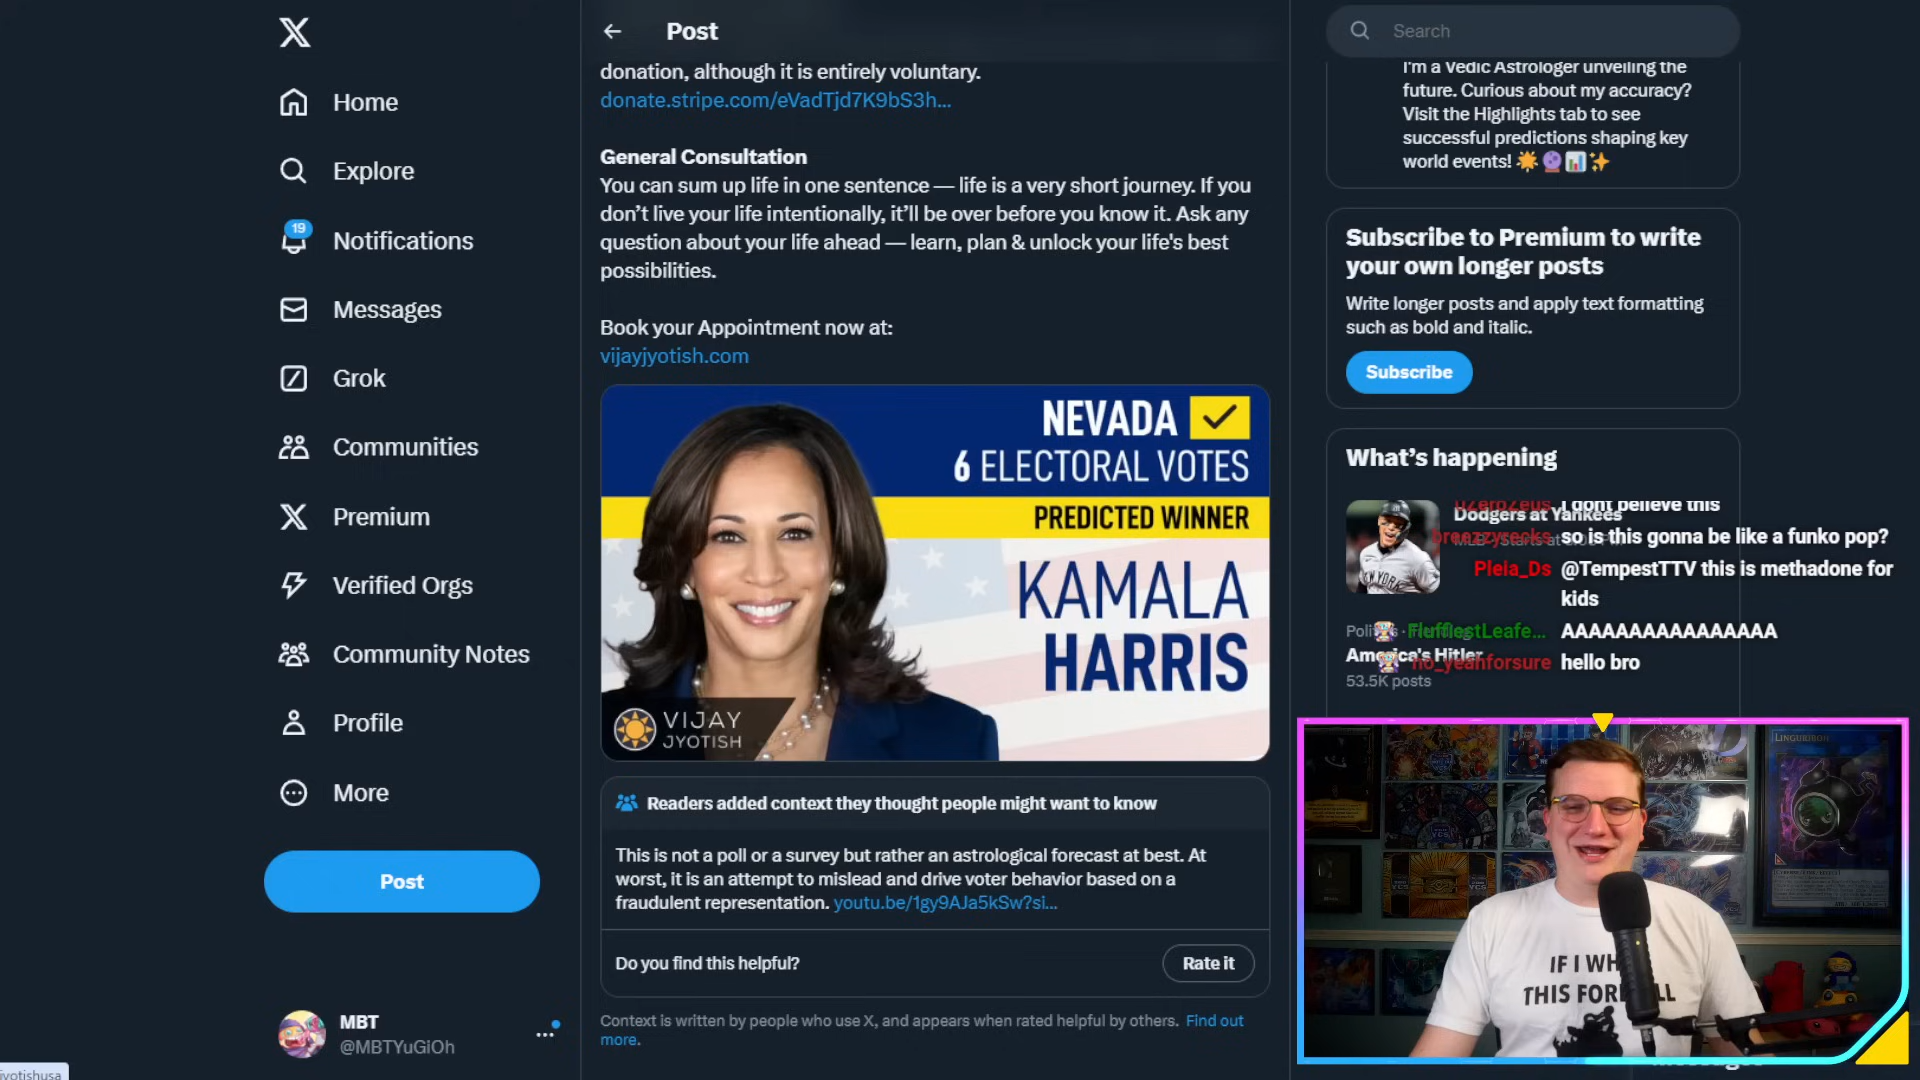 Post
Search
Home
Explore
19
Notifications
Messages
Grok
Communities
Premium
Verified Orgs
Community Notes
Profile
More
Post
MBT
@MBTYuGiOh
donation, although it is entirely voluntary.
donate.stripe.com/eVadTjd7K9bS3h...
General Consultation
You can sum up life in one sentence — life is a very short journey. If you
don't live your life intentionally, it'll be over before you know it. Ask any
question about your life ahead — learn, plan & unlock your life's best
possibilities.
Book your Appointment now at:
vijayjyotish.com
NEVADA
6 ELECTORAL VOTES
PREDICTED WINNER
KAMALA
HARRIS
VIJAY
JYOTISH
Readers added context they thought people might want to know
This is not a poll or a survey but rather an astrological forecast at best. At
worst, it is an attempt to mislead and drive voter behavior based on a
fraudulent representation. youtu.be/1gy9AJa5kSw?si...
Do you find this helpful?
Rate it
Context is written by people who use X, and appears when rated helpful by others. Find out
more.
I'm a Vedic Astrologer unveiling the
future. Curious about my accuracy?
Visit the Highlights tab to see
successful predictions shaping key
world events!
Subscribe to Premium to write
your own longer posts
Write longer posts and apply text formatting
such as bold and italic.
Subscribe
What's happening
I dont believe this
Dodgers at Yankees
breezzyrecks so is this gonna be like a funko pop?
Pleia_Ds @TempestTTV this is methadone for
kids
FluffiestLeafe... AAAAAAAAAAAAAAAA
America's Hitler
no_yeahforsure hello bro
53.5K posts
LINGURIBOH
IF I WH
THIS FOR LL